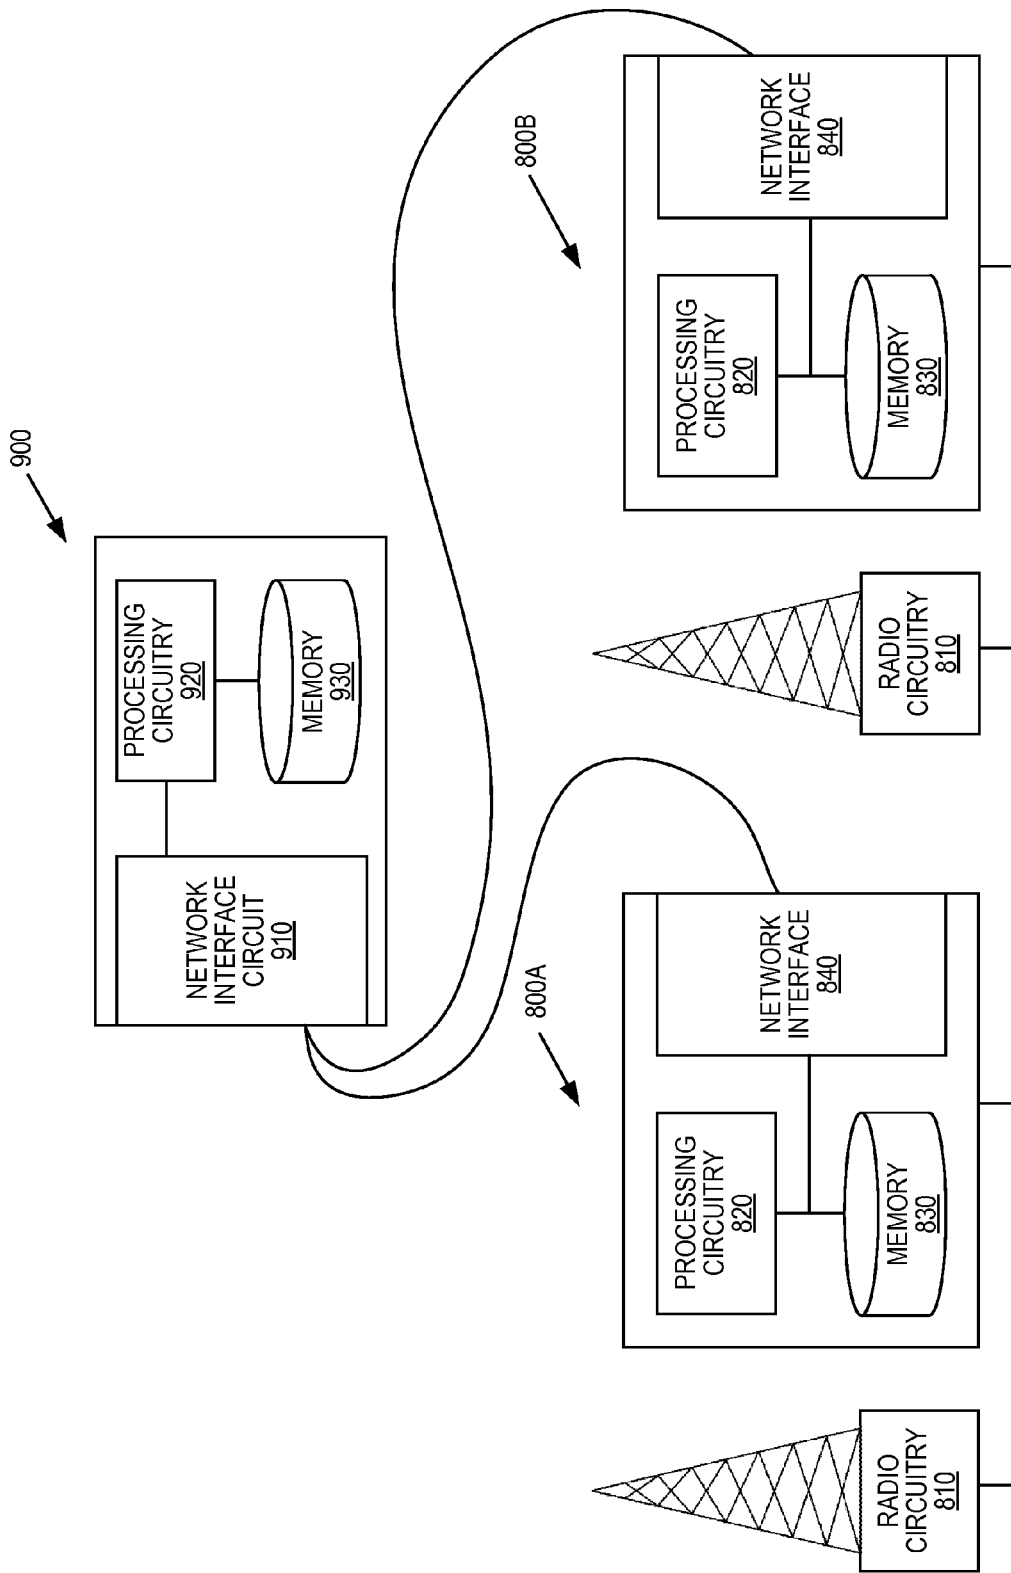 900
NETWORK
INTERFACE
CIRCUIT
910
PROCESSING
CIRCUITRY
920
MEMORY
930
800A
RADIO
CIRCUITRY
810
PROCESSING
CIRCUITRY
820
MEMORY
830
NETWORK
INTERFACE
840
800B
RADIO
CIRCUITRY
810
PROCESSING
CIRCUITRY
820
MEMORY
830
NETWORK
INTERFACE
840